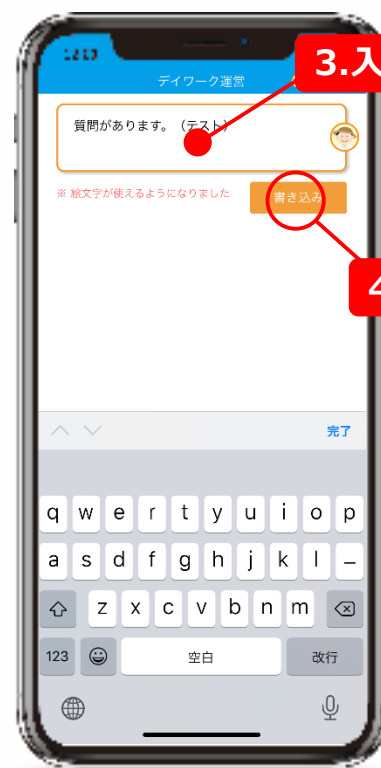 デイワーク運営
3.入
質問があります。（テスト）
※ 絵文字が使えるようになりました
書き込み
4
完了
q w e r t y u i o p
a s d f g h j k l –
z x c v b n m
123
空白
改行